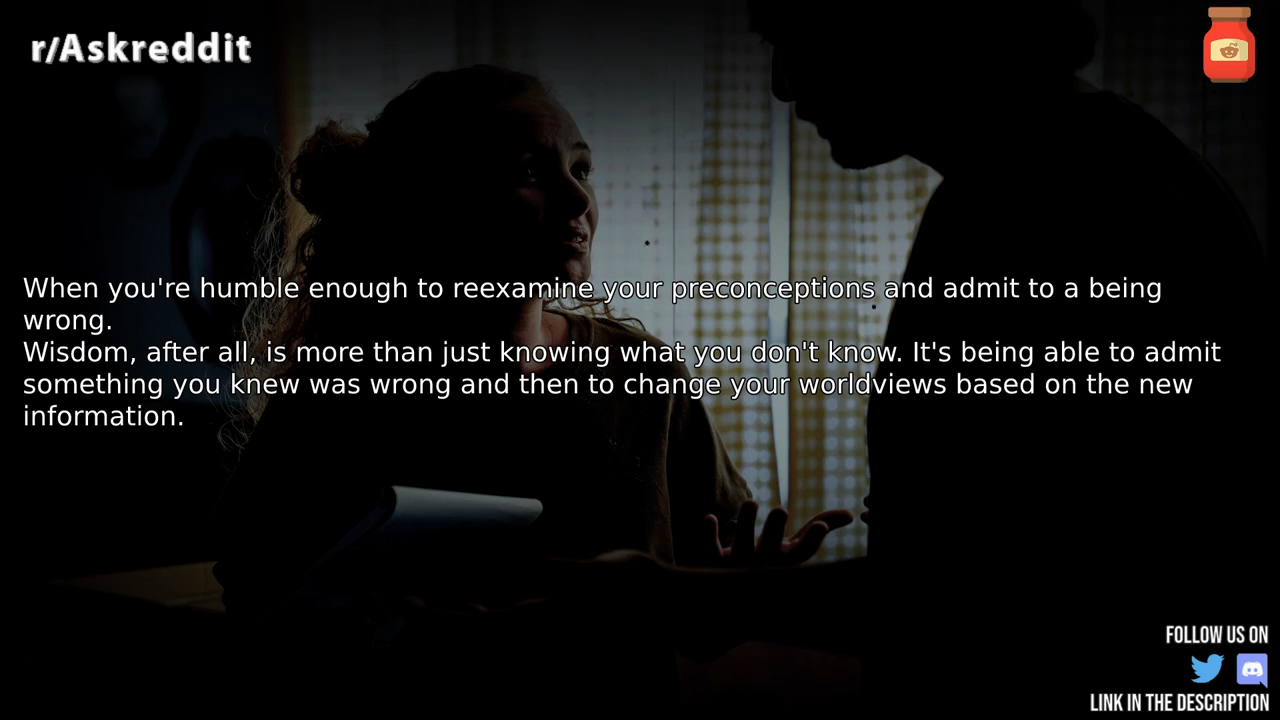 r/Askreddit
When you're humble enough to reexamine your preconceptions and admit to a being
wrong.
Wisdom, after all, is more than just knowing what you don't know. It's being able to admit
something you knew was wrong and then to change your worldviews based on the new
information.
FOLLOW US ON
LINK IN THE DESCRIPTION